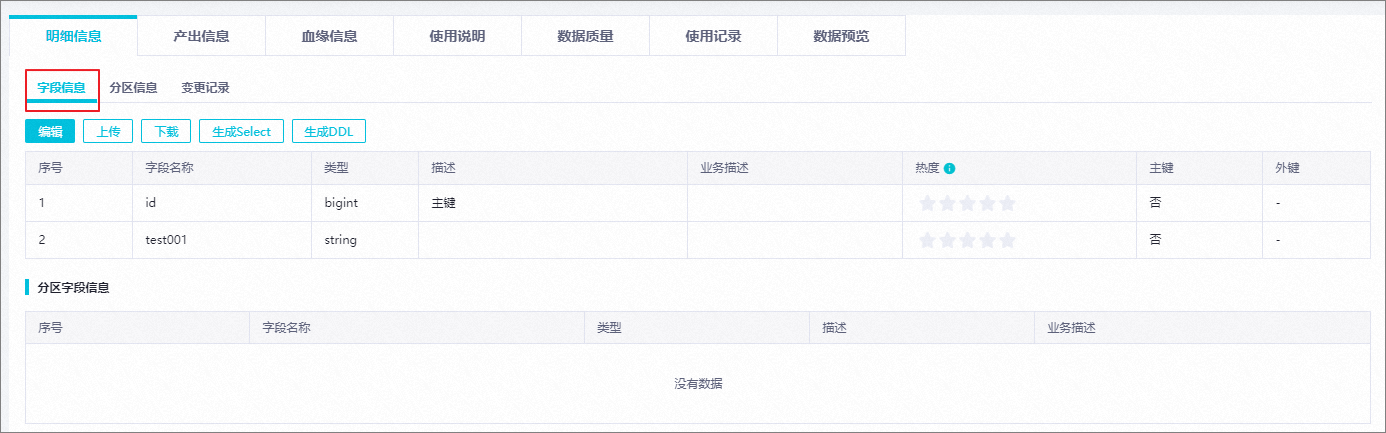 明细信息 产出信息 血缘信息 使用说明 数据质量 使用记录 数据预览
字段信息 分区信息 变更记录
编辑 上传 下载 生成Select 生成DDL
序号 字段名称 类型 描述 业务描述 热度 主键 外键
1 id bigint 主键 否 -
2 test001 string 否 -
分区字段信息
序号 字段名称 类型 描述 业务描述
没有数据